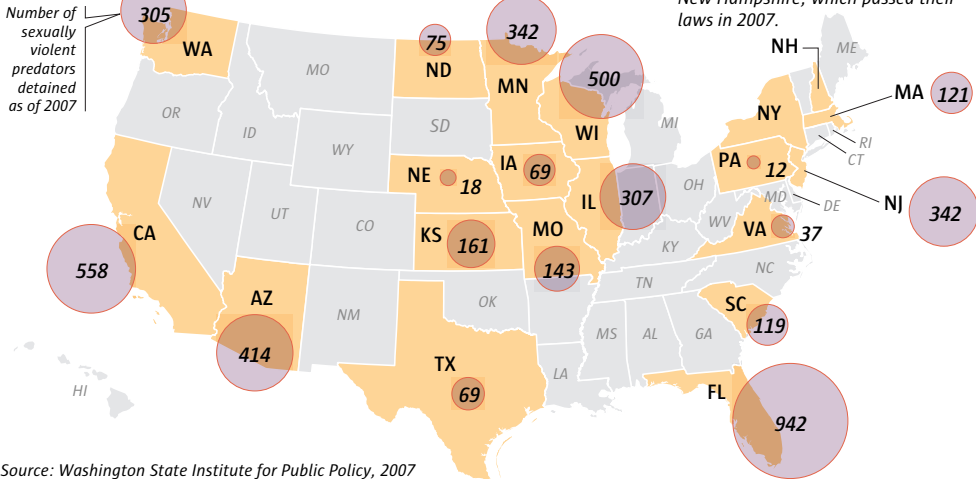 305
Number of
sexually
violent
predators
detained
as of 2007
New Hampshire, which passed their
laws in 2007.
WA
MO
75
ND
342
MN
500
WI
NH
ME
MA
121
OR
ID
WY
SD
MI
NY
RI
CT
NE
18
IA
69
PA
12
NJ
342
NV
UT
CO
IL
307
OH
MD
DE
WV
VA
37
CA
558
KS
161
MO
143
KY
TN
NC
AZ
414
NM
OK
MS
AL
GA
SC
119
TX
69
LA
FL
942
HI
Source: Washington State Institute for Public Policy, 2007